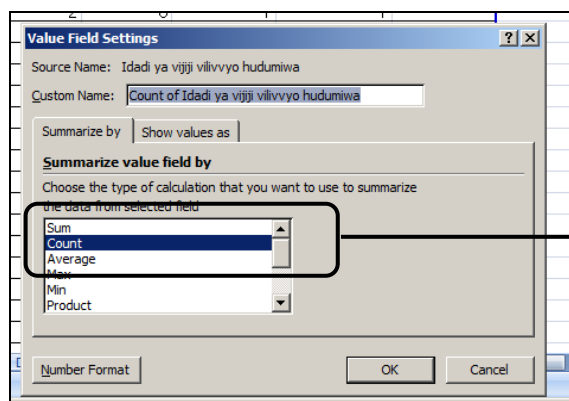 Value Field Settings
Source Name: Idadi ya vijiji vilivvyo hudumiwa
Custom Name: Count of Idadi ya vijiji vilivvyo hudumiwa
Summarize by Show values as
Summarize value field by
Choose the type of calculation that you want to use to summarize
the data from selected field
Sum
Count
Average
Max
Min
Product
Number Format OK Cancel